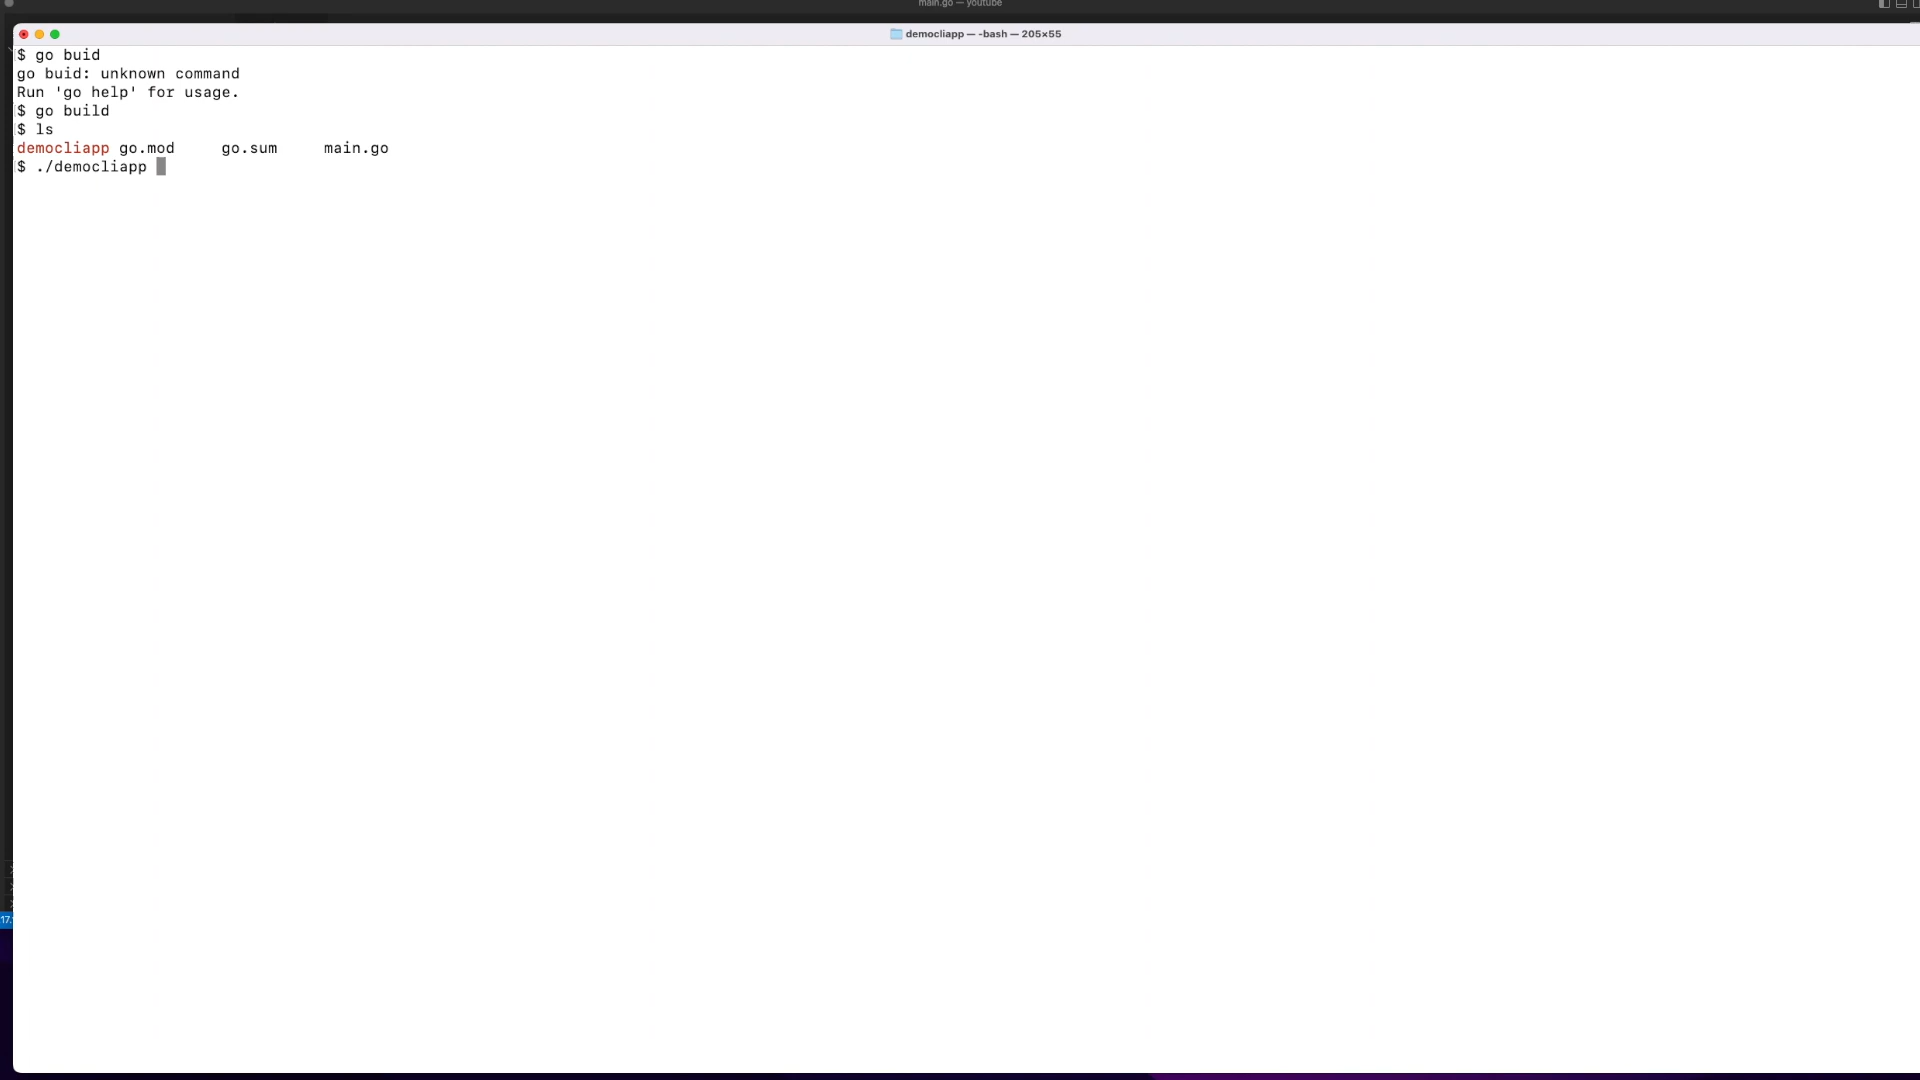 main.go — youtube
democliapp — -bash — 205×55
$ go buid
go buid: unknown command
Run 'go help' for usage.
$ go build
$ ls
democliapp go.mod go.sum main.go
$ ./democliapp
17.